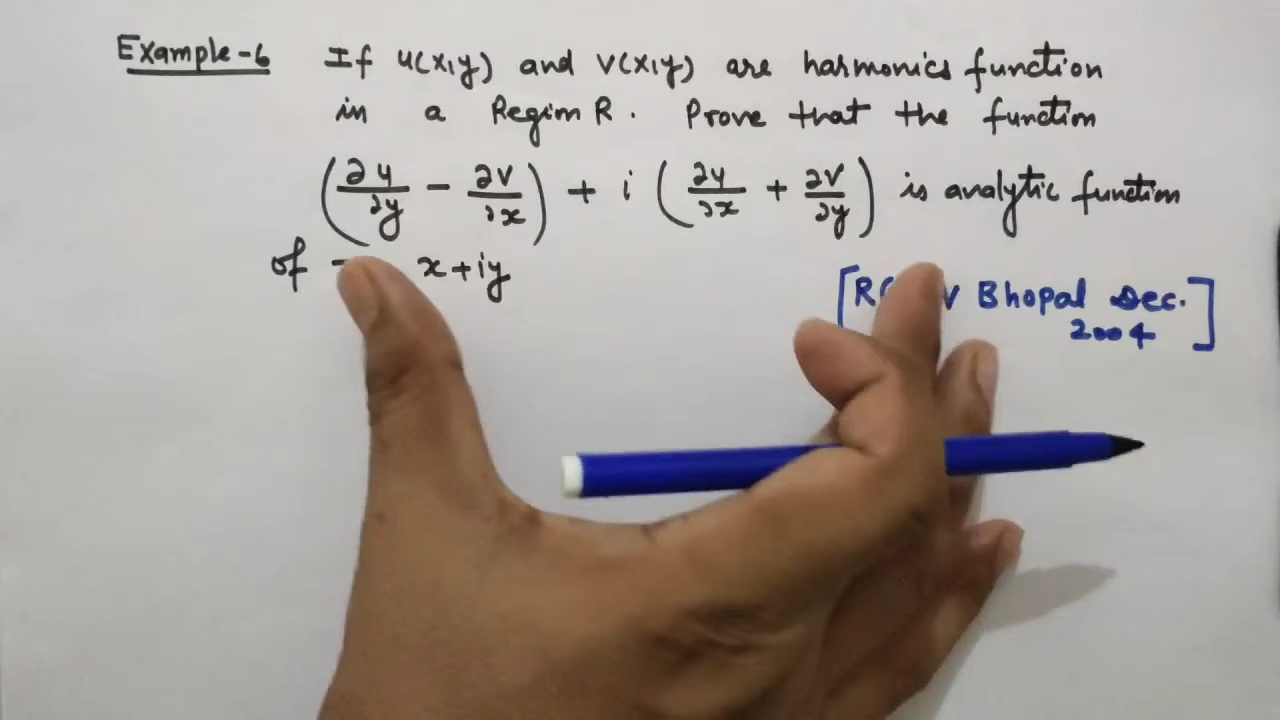 Example-6 If u(x,y) and v(x,y) are harmonics function
in a Region R. Prove that the function
(∂u/∂y - ∂v/∂x) + i (∂u/∂x + ∂v/∂y) is analytic function
of x+iy
[ Bhopal Dec.
2004 ]